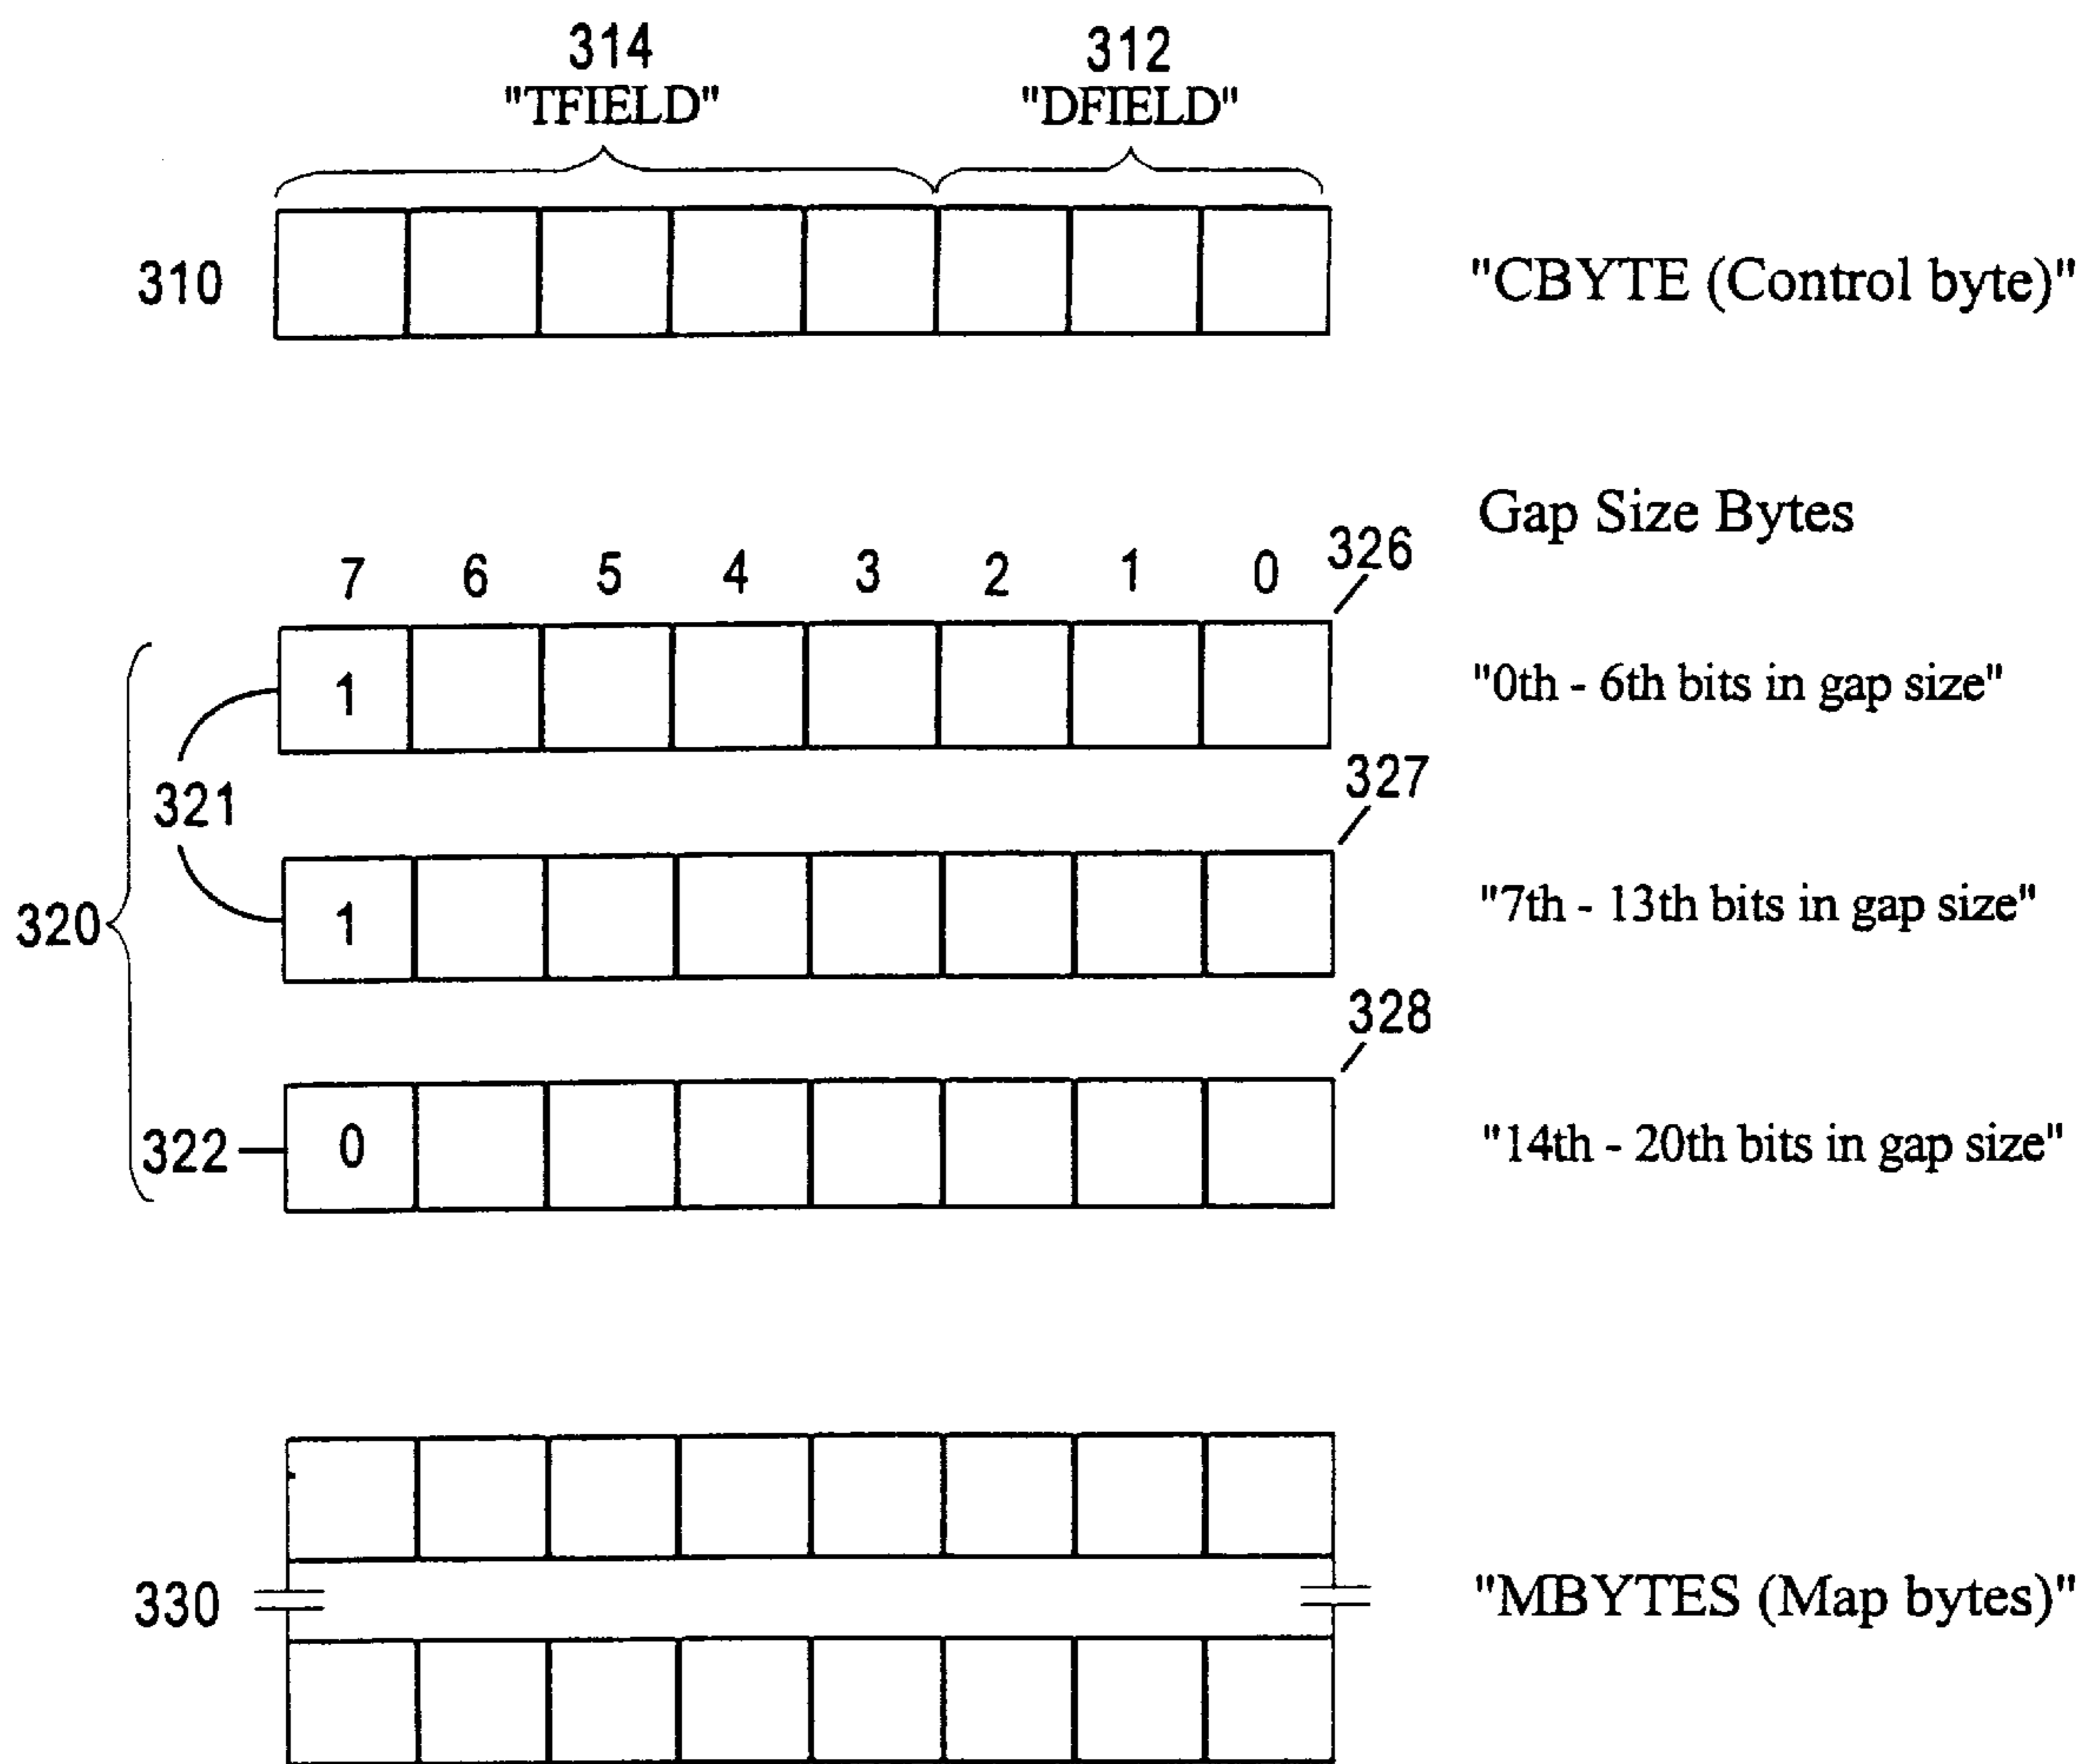 314 312
"TFIELD" "DFIELD"
310 "CBYTE (Control byte)"
Gap Size Bytes
7 6 5 4 3 2 1 0 326
1 "0th - 6th bits in gap size"
321 327
320 1 "7th - 13th bits in gap size"
328
322 0 "14th - 20th bits in gap size"
330 "MBYTES (Map bytes)"